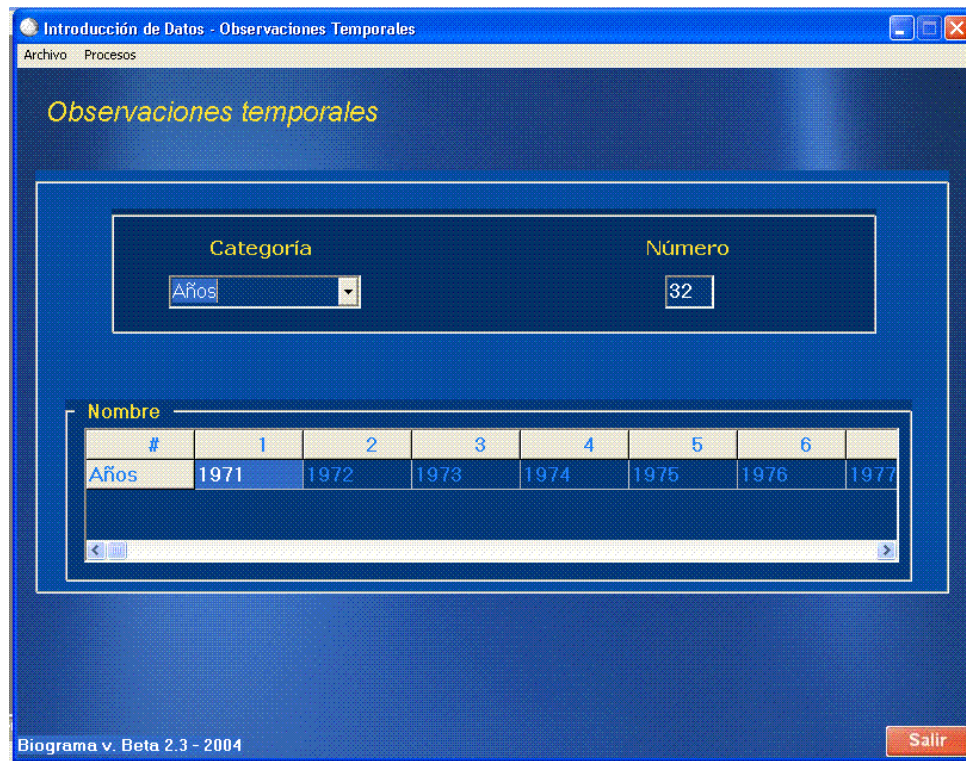 Introducción de Datos - Observaciones Temporales
Archivo Procesos
Observaciones temporales
Categoría Número
Años 32
Nombre
# 1 2 3 4 5 6
Años 1971 1972 1973 1974 1975 1976 1977
Biograma v. Beta 2.3 - 2004
Salir